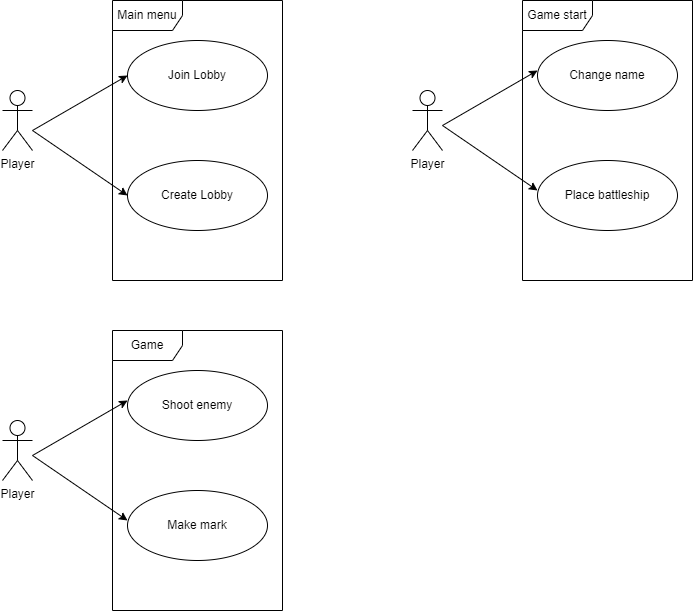 Main menu
Join Lobby
Player
Create Lobby
Game start
Change name
Player
Place battleship
Game
Shoot enemy
Player
Make mark